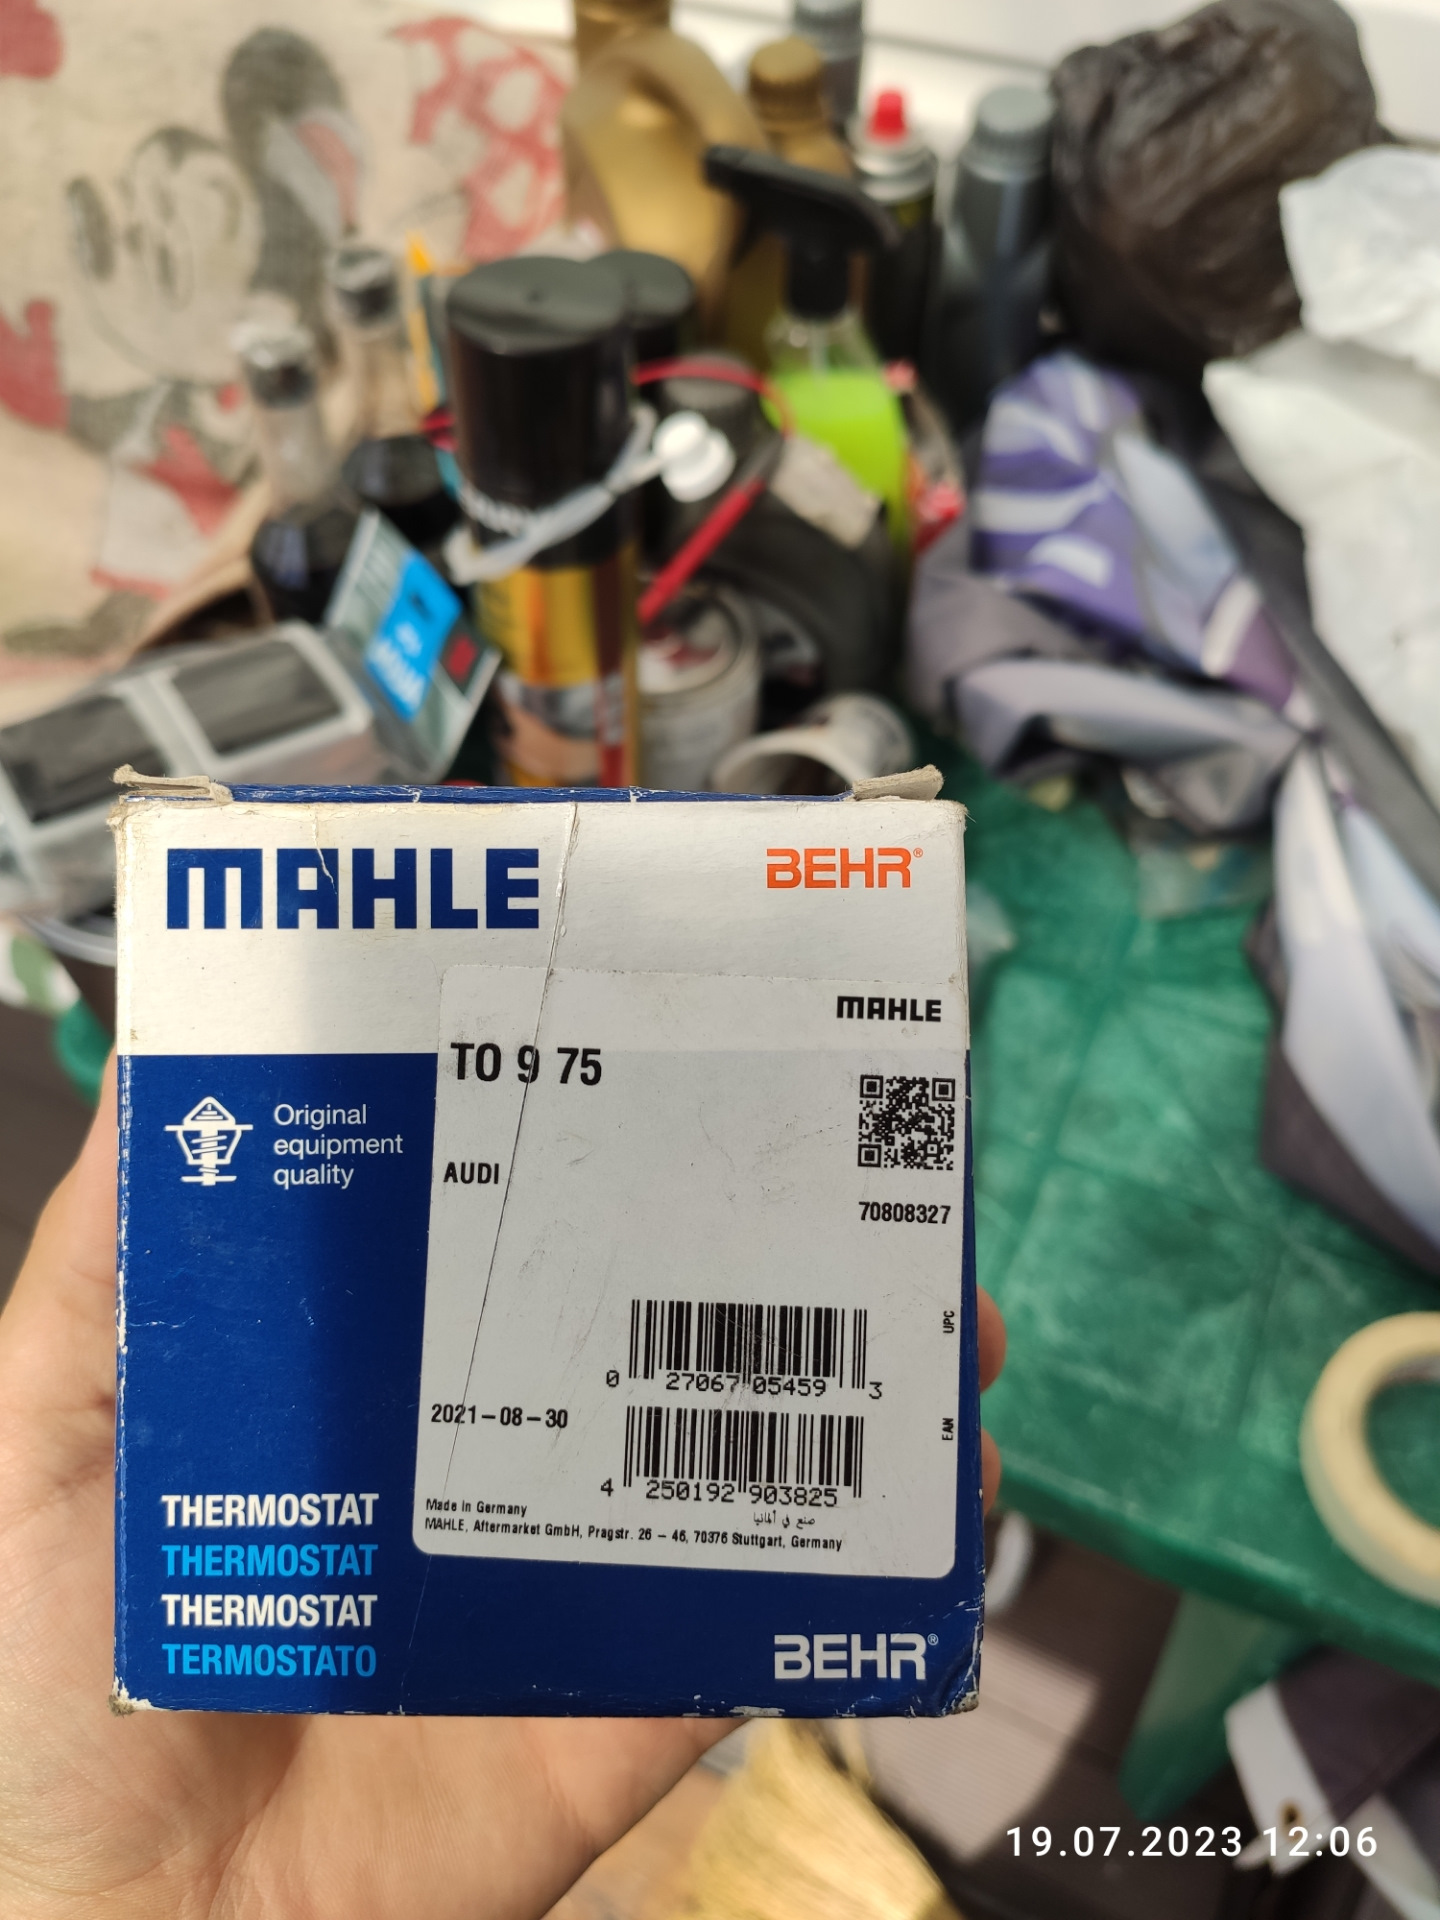 MAHLE
BEHR®
MAHLE
TO 9 75
Original
equipment
quality
AUDI
70808327
UPC
0 27067 05459 3
2021-08-30
EAN
4 250192 903825
Made in Germany
صنع في ألمانيا
MAHLE, Aftermarket GmbH, Pragstr. 26 – 46, 70376 Stuttgart, Germany
THERMOSTAT
THERMOSTAT
THERMOSTAT
TERMOSTATO
BEHR®
19.07.2023 12:06